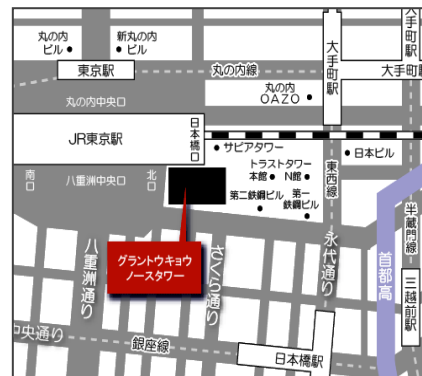 丸の内
ビル
新丸の内
ビル
東京駅
丸の内線
大手町駅
大手町駅
大手町駅
丸の内
OAZO
丸の内中央口
日本橋口
JR東京駅
サピアタワー
トラストタワー
本館
N館
日本ビル
東西線
南口
八重洲中央口
北口
第二鉄鋼ビル
第一
鉄鋼ビル
グラントウキョウ
ノースタワー
八重洲通り
さくら通り
永代通り
首都高
半蔵門線
三越前駅
中央通り
銀座線
日本橋駅